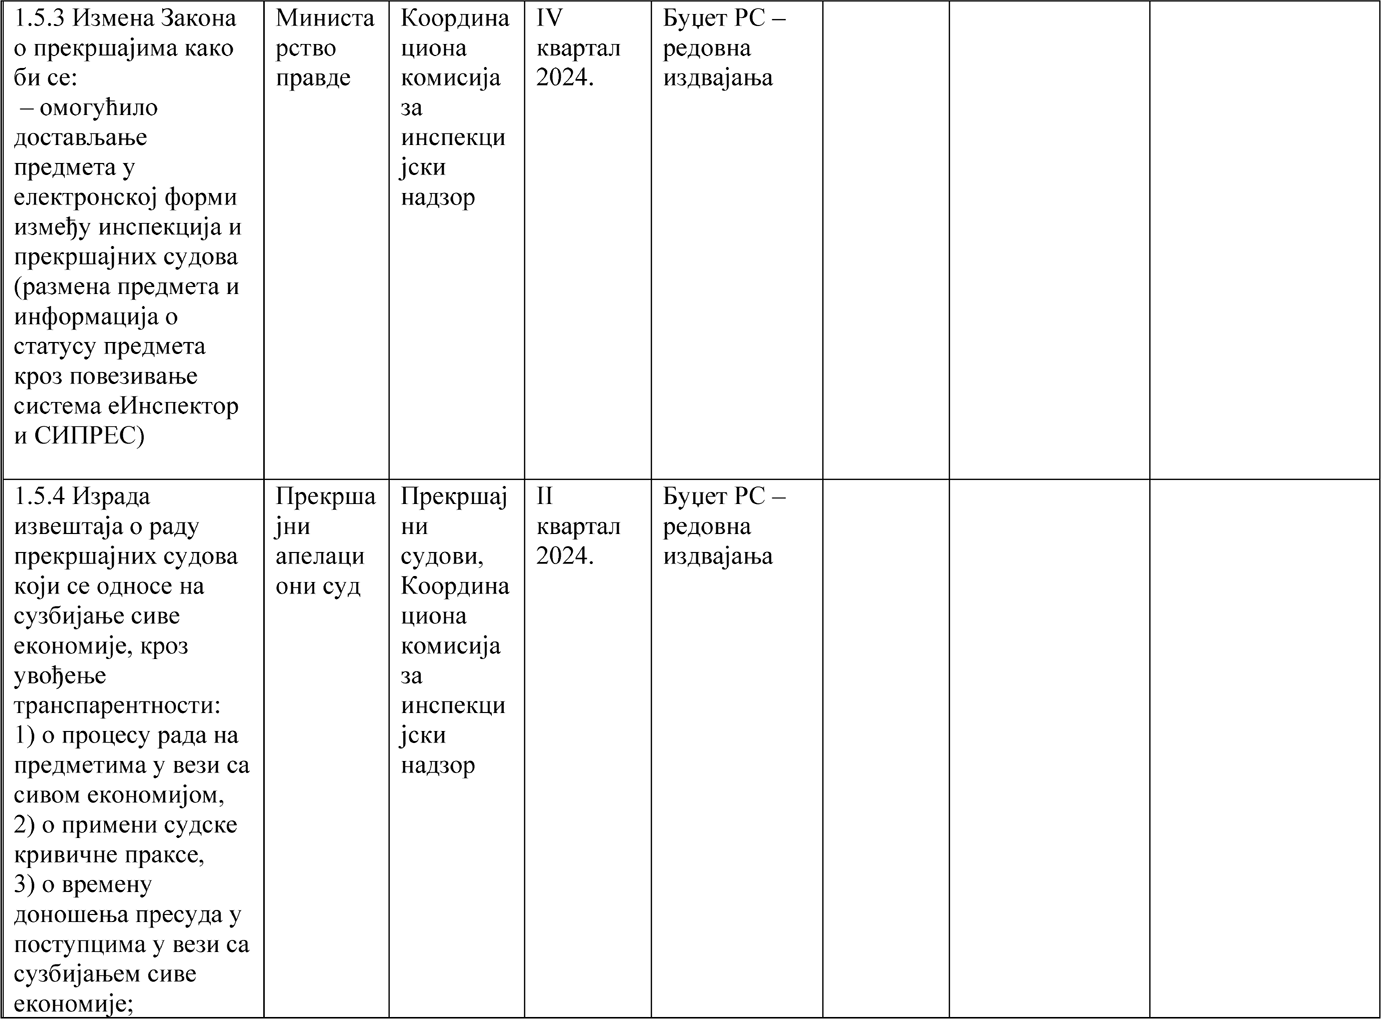 1.5.3 Измена Закона
о прекршајима како
би се:
– омогућило
достављање
предмета у
електронској форми
између инспекција и
прекршајних судова
(размена предмета и
информација о
статусу предмета
кроз повезивање
система еИнспектор
и СИПРЕС)
Министа
рство
правде
Координа
циона
комисија
за
инспекци
јски
надзор
IV
квартал
2024.
Буџет РС –
редовна
издвајања
1.5.4 Израда
извештаја о раду
прекршајних судова
који се односе на
сузбијање сиве
економије, кроз
увођење
транспарентности:
1) о процесу рада на
предметима у вези са
сивом економијом,
2) о примени судске
кривичне праксе,
3) о времену
доношења пресуда у
поступцима у вези са
сузбијањем сиве
економије;
Прекрша
јни
апелаци
они суд
Прекршај
ни
судови,
Координа
циона
комисија
за
инспекци
јски
надзор
II
квартал
2024.
Буџет РС –
редовна
издвајања